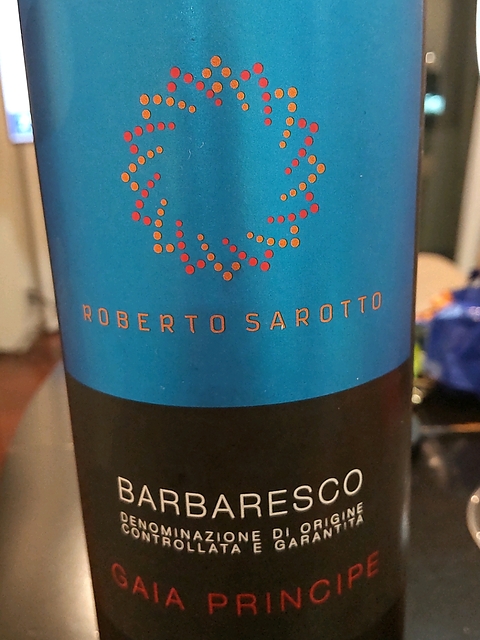 ROBERTO SAROTTO
BARBARESCO
DENOMINAZIONE DI ORIGINE
CONTROLLATA E GARANTITA
GAIA PRINCIPE